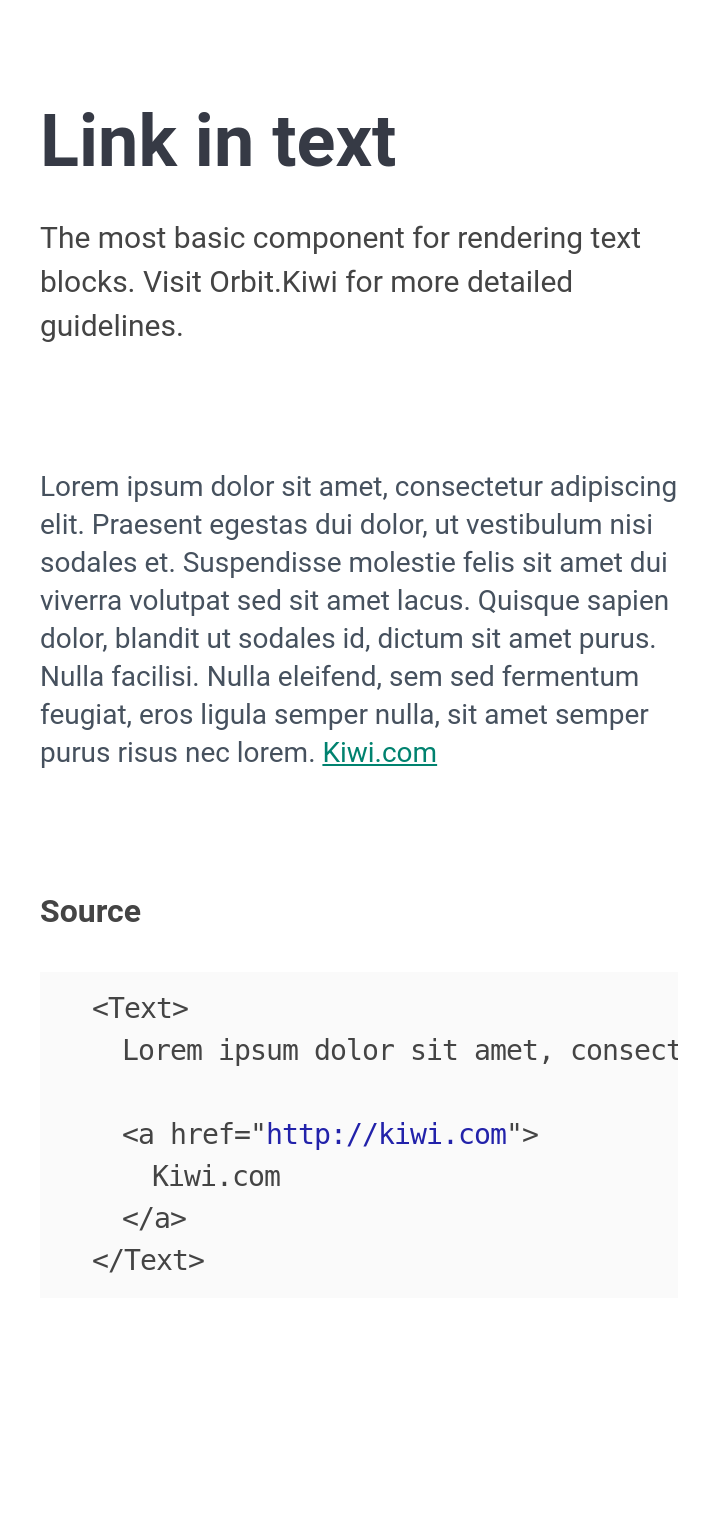 Link in text
The most basic component for rendering text
blocks. Visit Orbit.Kiwi for more detailed
guidelines.
Lorem ipsum dolor sit amet, consectetur adipiscing
elit. Praesent egestas dui dolor, ut vestibulum nisi
sodales et. Suspendisse molestie felis sit amet dui
viverra volutpat sed sit amet lacus. Quisque sapien
dolor, blandit ut sodales id, dictum sit amet purus.
Nulla facilisi. Nulla eleifend, sem sed fermentum
feugiat, eros ligula semper nulla, sit amet semper
purus risus nec lorem. Kiwi.com
Source
<Text>
Lorem ipsum dolor sit amet, consect
<a href="http://kiwi.com">
Kiwi.com
</a>
</Text>